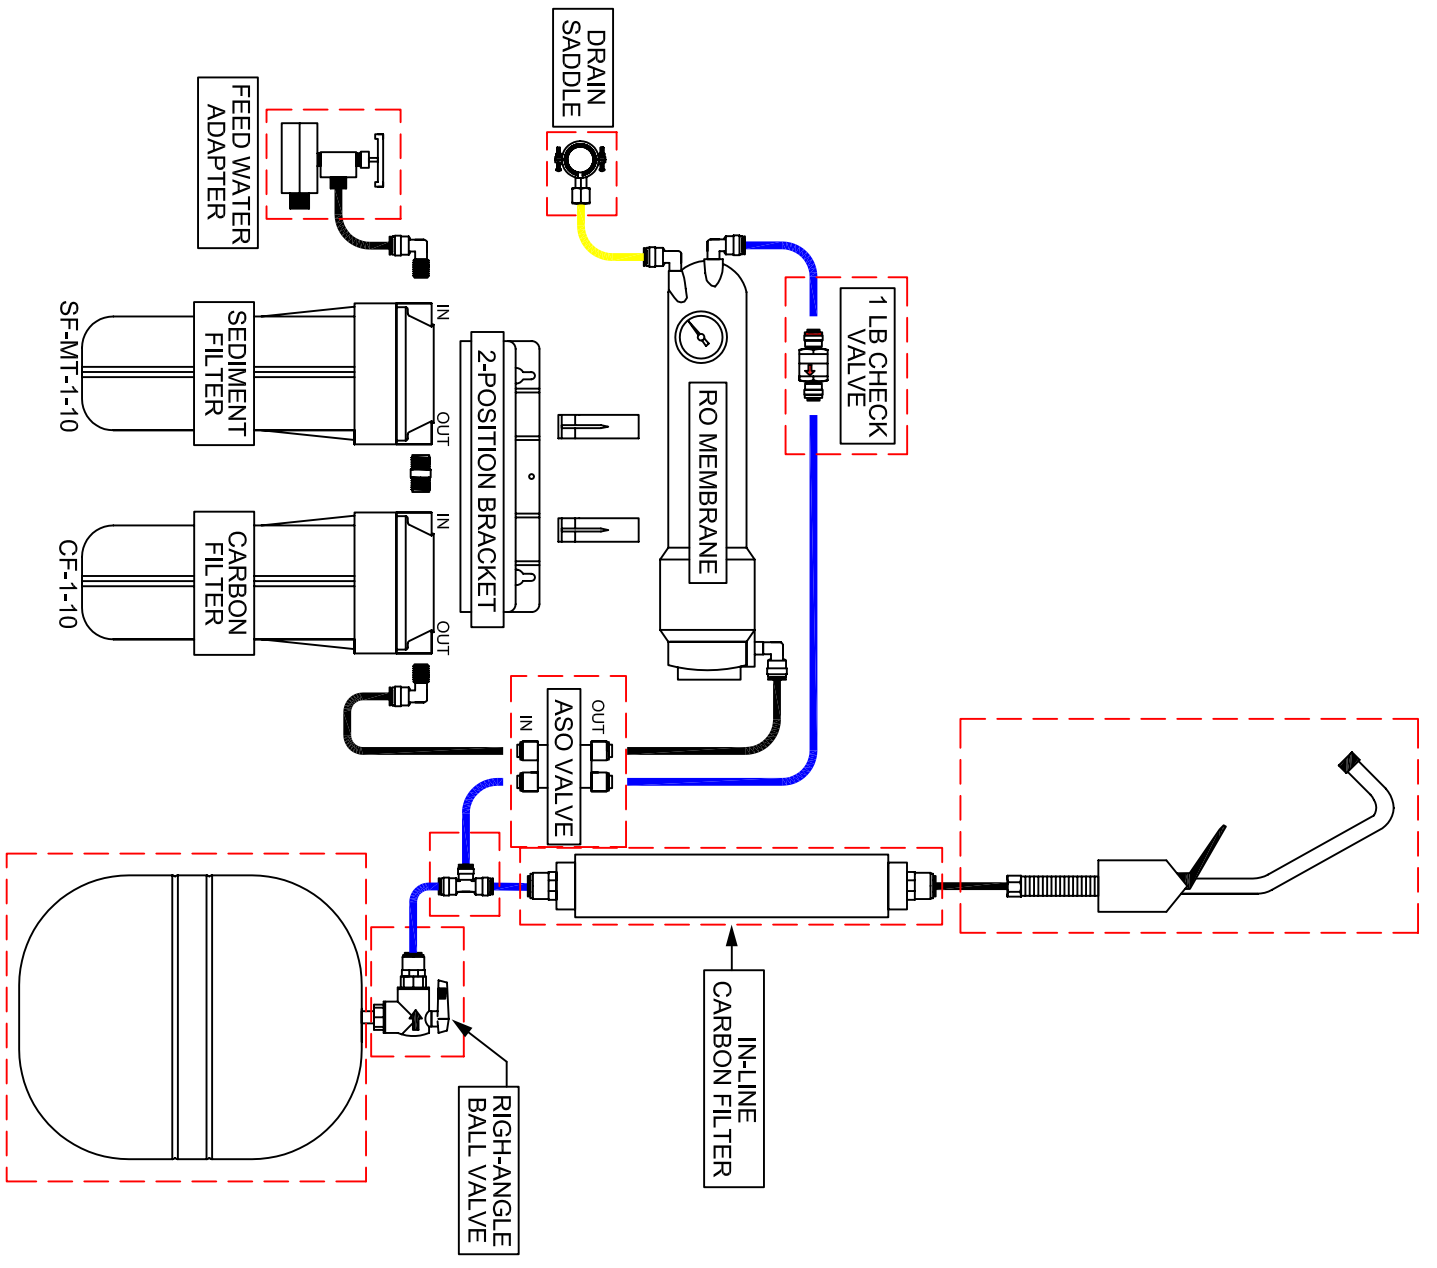 DRAIN
SADDLE
FEED WATER
ADAPTER
1 LB CHECK
VALVE
RO MEMBRANE
2-POSITION BRACKET
IN
OUT
SEDIMENT
FILTER
SF-MT-1-10
IN
OUT
CARBON
FILTER
CF-1-10
OUT
IN
ASO VALVE
IN-LINE
CARBON FILTER
RIGH-ANGLE
BALL VALVE